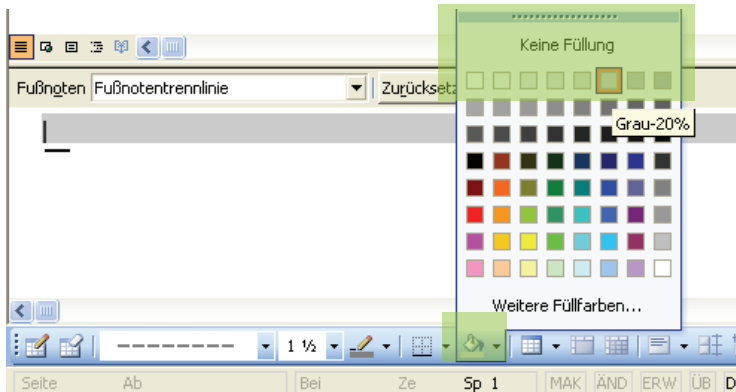 Keine Füllung
Fußnoten Fußnotentrennlinie
Zurücksetz
Grau-20%
Weitere Füllfarben...
1 ½
Seite Ab Bei Ze Sp 1 MAK ÄND ERW ÜB D